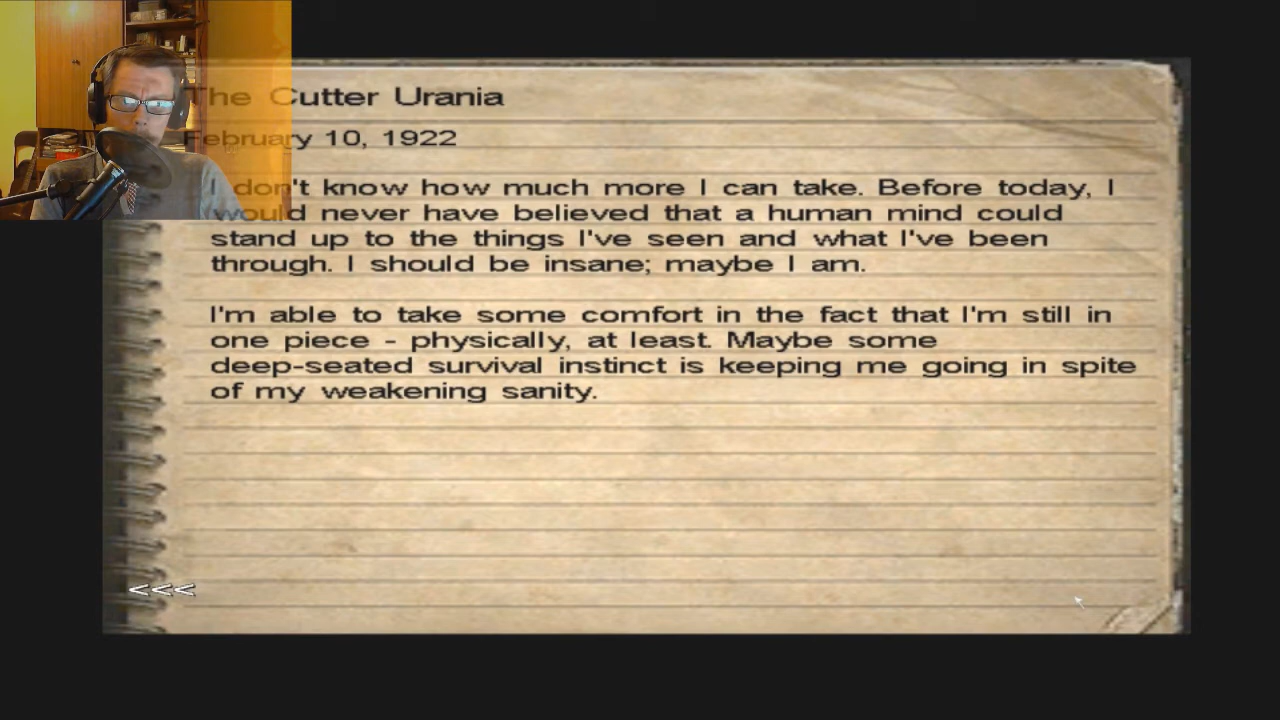 The Cutter Urania
February 10, 1922
I don't know how much more I can take. Before today, I
would never have believed that a human mind could
stand up to the things I've seen and what I've been
through. I should be insane; maybe I am.
I'm able to take some comfort in the fact that I'm still in
one piece - physically, at least. Maybe some
deep-seated survival instinct is keeping me going in spite
of my weakening sanity.
<<<